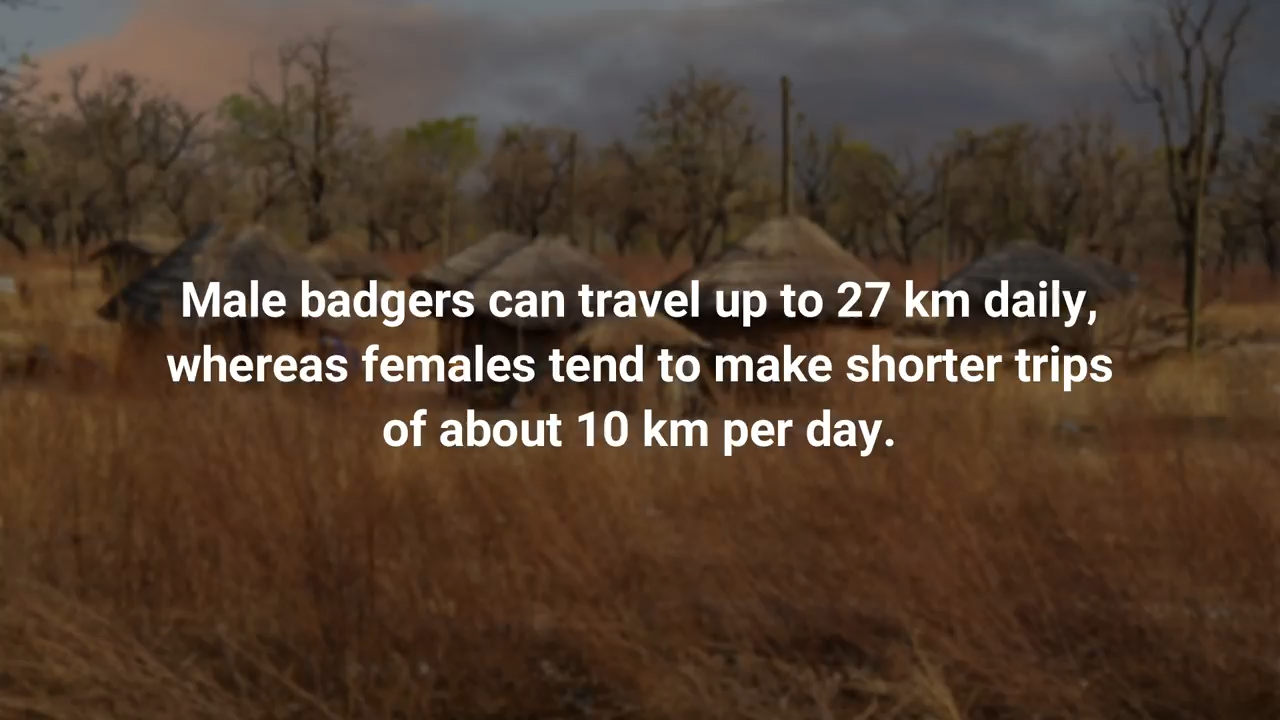 Male badgers can travel up to 27 km daily,
whereas females tend to make shorter trips
of about 10 km per day.